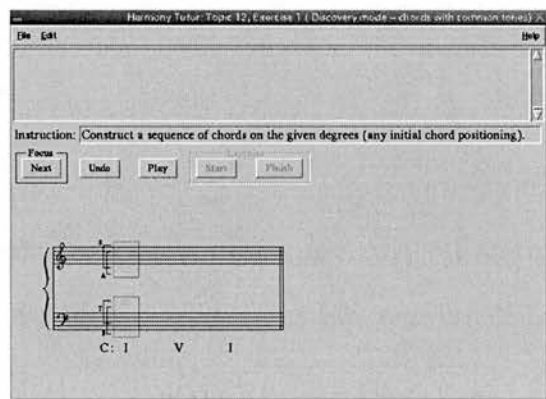 Harmony Tutor: Topic 12, Exercise 1 ( Discovery mode – chords with common tones)
File Edit Help
Instruction: Construct a sequence of chords on the given degrees (any initial chord positioning).
Focus
Next Undo Play Start Finish
A
C: I V I